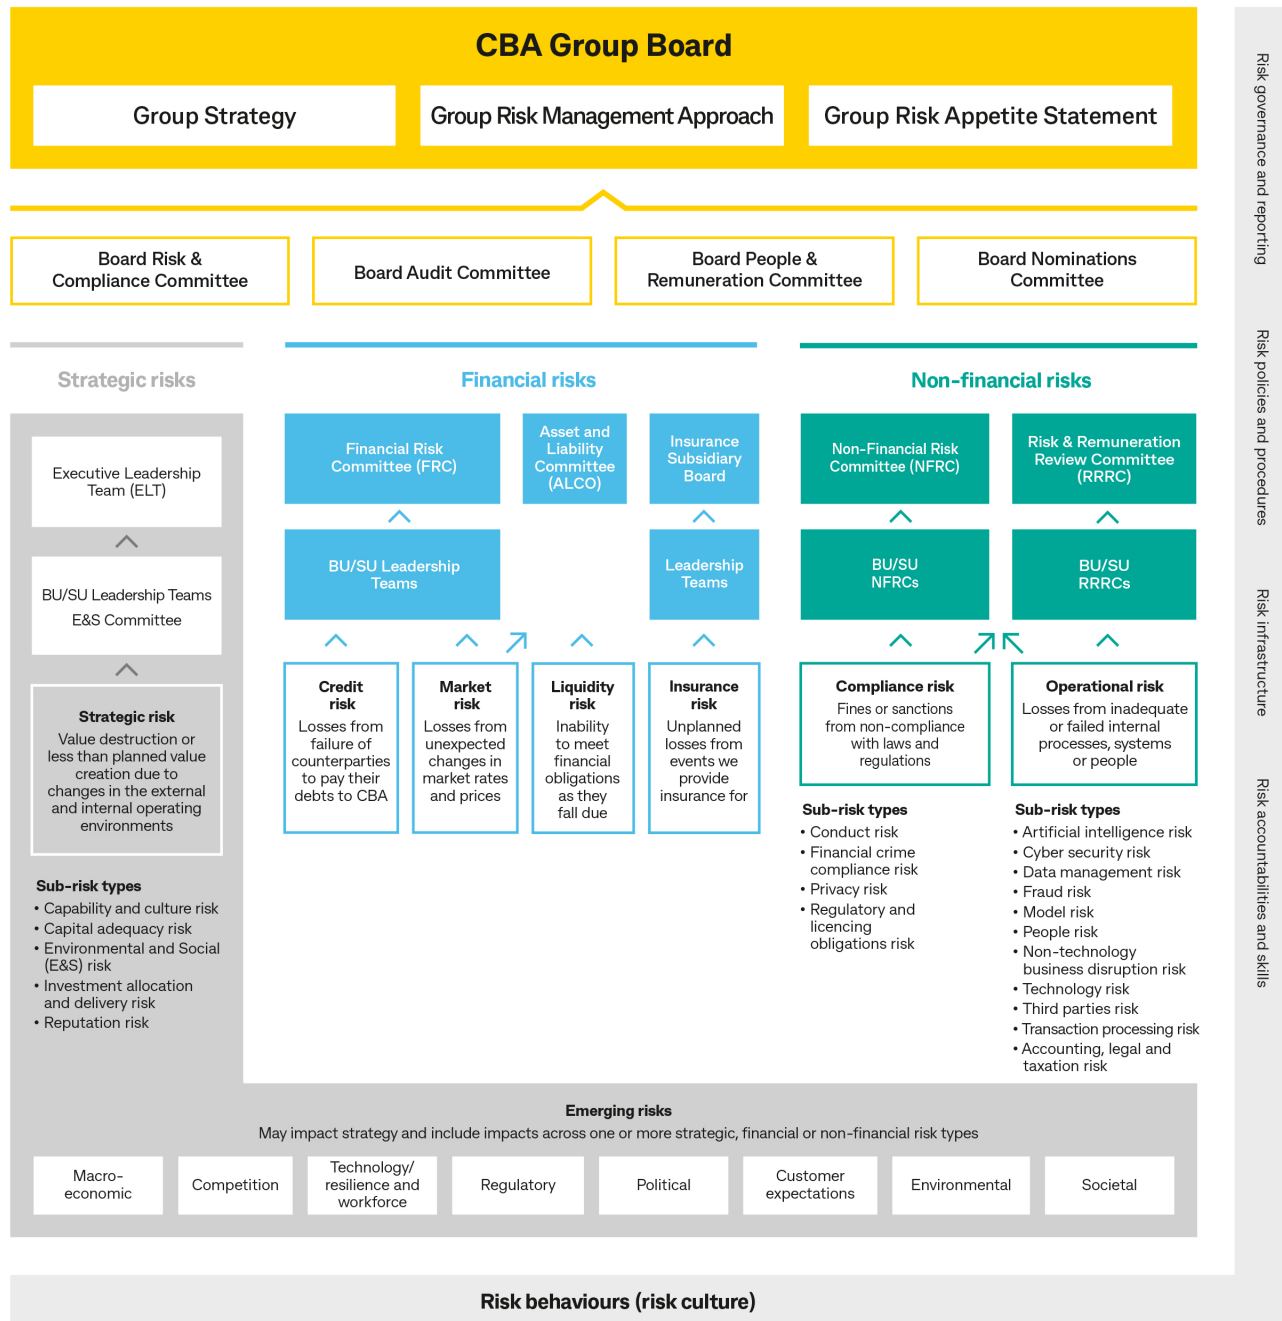 CBA Group Board
Group Strategy
Group Risk Management Approach
Group Risk Appetite Statement
Board Risk &
Compliance Committee
Board Audit Committee
Board People &
Remuneration Committee
Board Nominations
Committee
Strategic risks
Executive Leadership
Team (ELT)
BU/SU Leadership Teams
E&S Committee
Strategic risk
Value destruction or
less than planned value
creation due to
changes in the external
and internal operating
environments
Sub-risk types
• Capability and culture risk
• Capital adequacy risk
• Environmental and Social
(E&S) risk
• Investment allocation
and delivery risk
• Reputation risk
Financial risks
Financial Risk
Committee (FRC)
Asset and
Liability
Committee
(ALCO)
Insurance
Subsidiary
Board
BU/SU Leadership
Teams
Leadership
Teams
Credit
risk
Losses from
failure of
counterparties
to pay their
debts to CBA
Market
risk
Losses from
unexpected
changes in
market rates
and prices
Liquidity
risk
Inability
to meet
financial
obligations
as they
fall due
Insurance
risk
Unplanned
losses from
events we
provide
insurance for
Non-financial risks
Non-Financial Risk
Committee (NFRC)
Risk & Remuneration
Review Committee
(RRRC)
BU/SU
NFRCs
BU/SU
RRRCs
Compliance risk
Fines or sanctions
from non-compliance
with laws and
regulations
Sub-risk types
• Conduct risk
• Financial crime
compliance risk
• Privacy risk
• Regulatory and
licencing
obligations risk
Operational risk
Losses from inadequate
or failed internal
processes, systems
or people
Sub-risk types
• Artificial intelligence risk
• Cyber security risk
• Data management risk
• Fraud risk
• Model risk
• People risk
• Non-technology
business disruption risk
• Technology risk
• Third parties risk
• Transaction processing risk
• Accounting, legal and
taxation risk
Emerging risks
May impact strategy and include impacts across one or more strategic, financial or non-financial risk types
Macro-
economic
Competition
Technology/
resilience and
workforce
Regulatory
Political
Customer
expectations
Environmental
Societal
Risk governance and reporting
Risk policies and procedures
Risk infrastructure
Risk accountabilities and skills
Risk behaviours (risk culture)